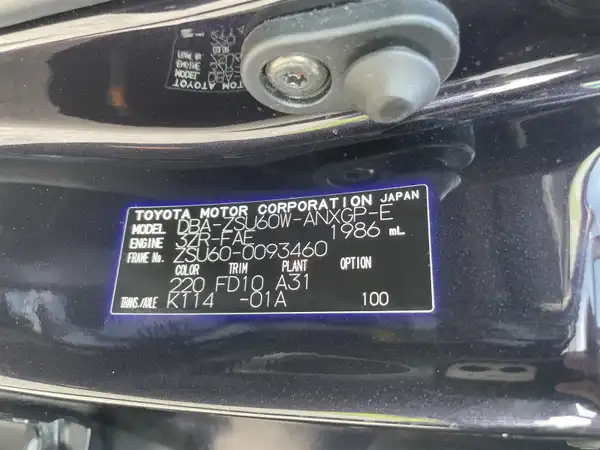 TOYOTA MOTOR CORPORATION JAPAN
MODEL DBA-ZSU60W-ANXGP-E
ENGINE 3ZR-FAE 1986 mL
FRAME No. ZSU60-0093460
COLOR TRIM PLANT OPTION
220 FD10 A31
TRANS./AXLE K114 -01A 100